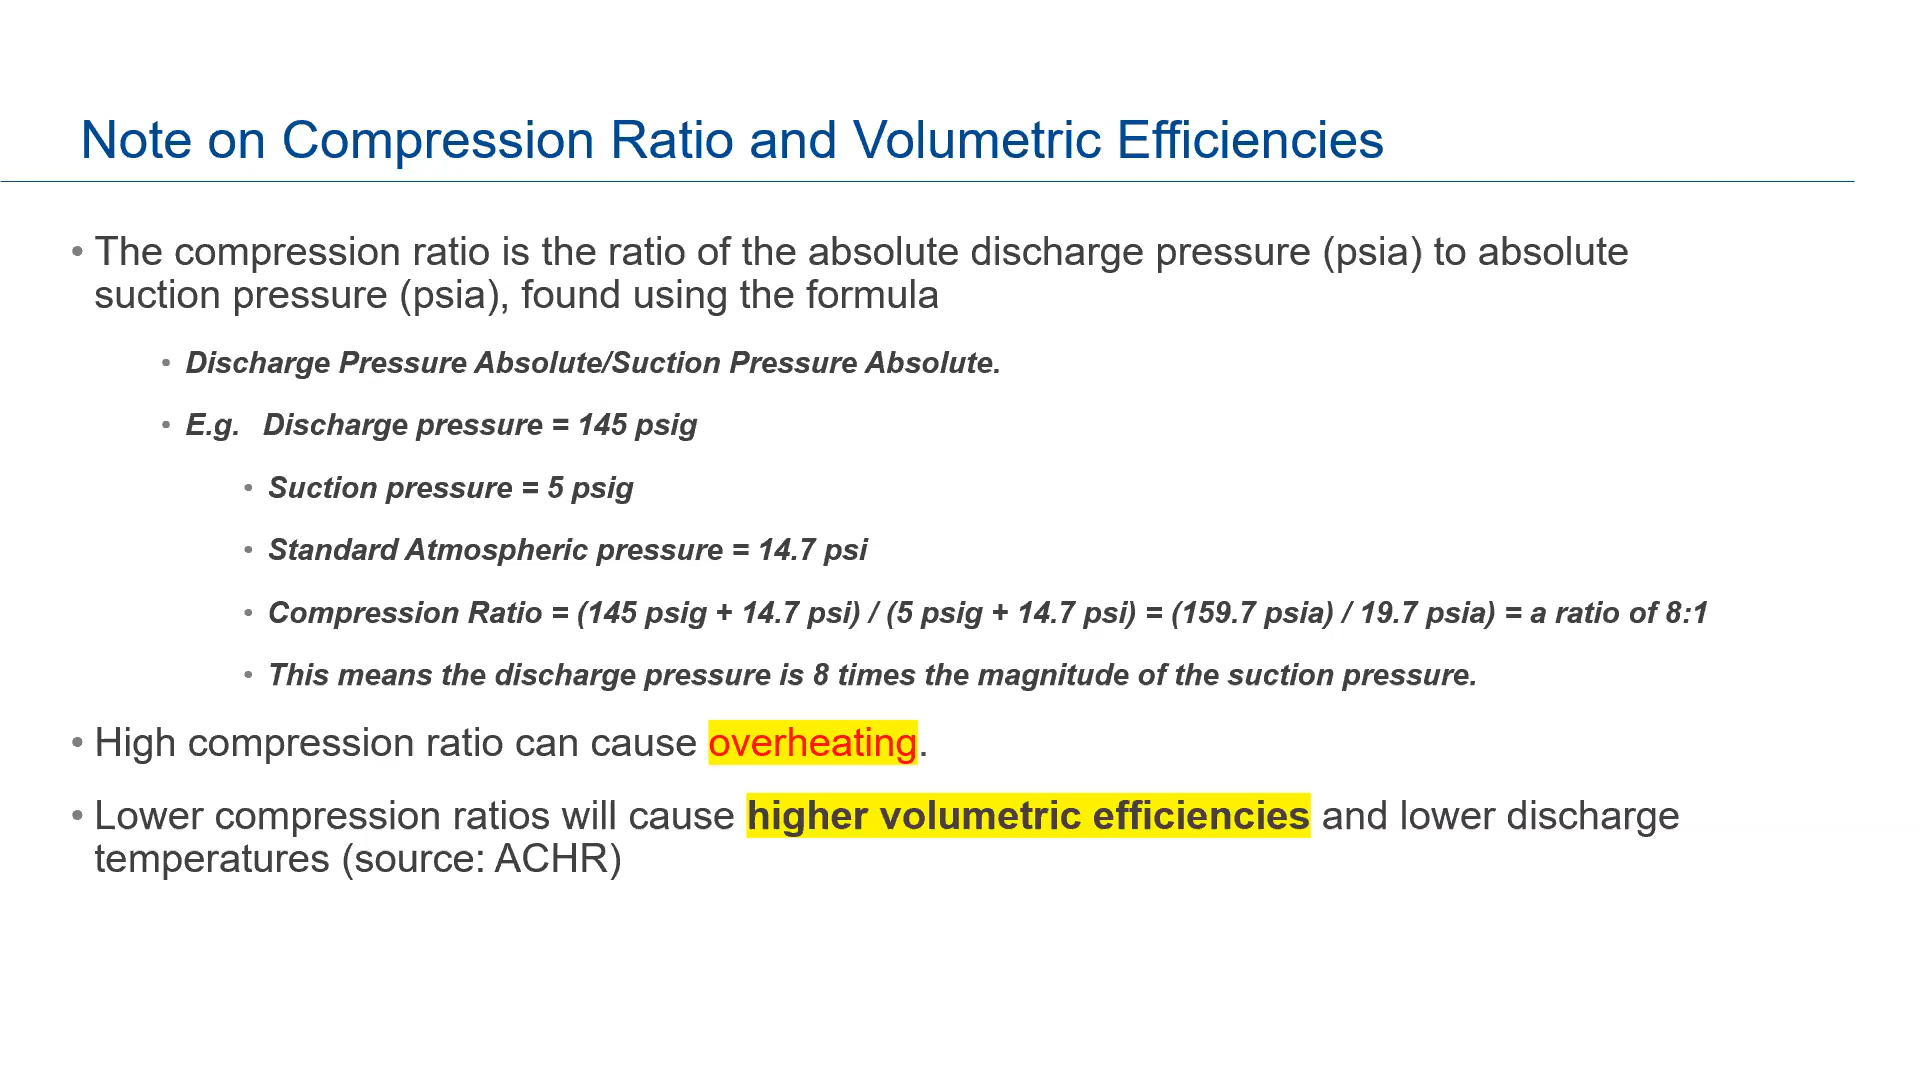 Note on Compression Ratio and Volumetric Efficiencies
• The compression ratio is the ratio of the absolute discharge pressure (psia) to absolute
suction pressure (psia), found using the formula
• Discharge Pressure Absolute/Suction Pressure Absolute.
• E.g. Discharge pressure = 145 psig
• Suction pressure = 5 psig
• Standard Atmospheric pressure = 14.7 psi
• Compression Ratio = (145 psig + 14.7 psi) / (5 psig + 14.7 psi) = (159.7 psia) / 19.7 psia) = a ratio of 8:1
• This means the discharge pressure is 8 times the magnitude of the suction pressure.
• High compression ratio can cause overheating.
• Lower compression ratios will cause higher volumetric efficiencies and lower discharge
temperatures (source: ACHR)